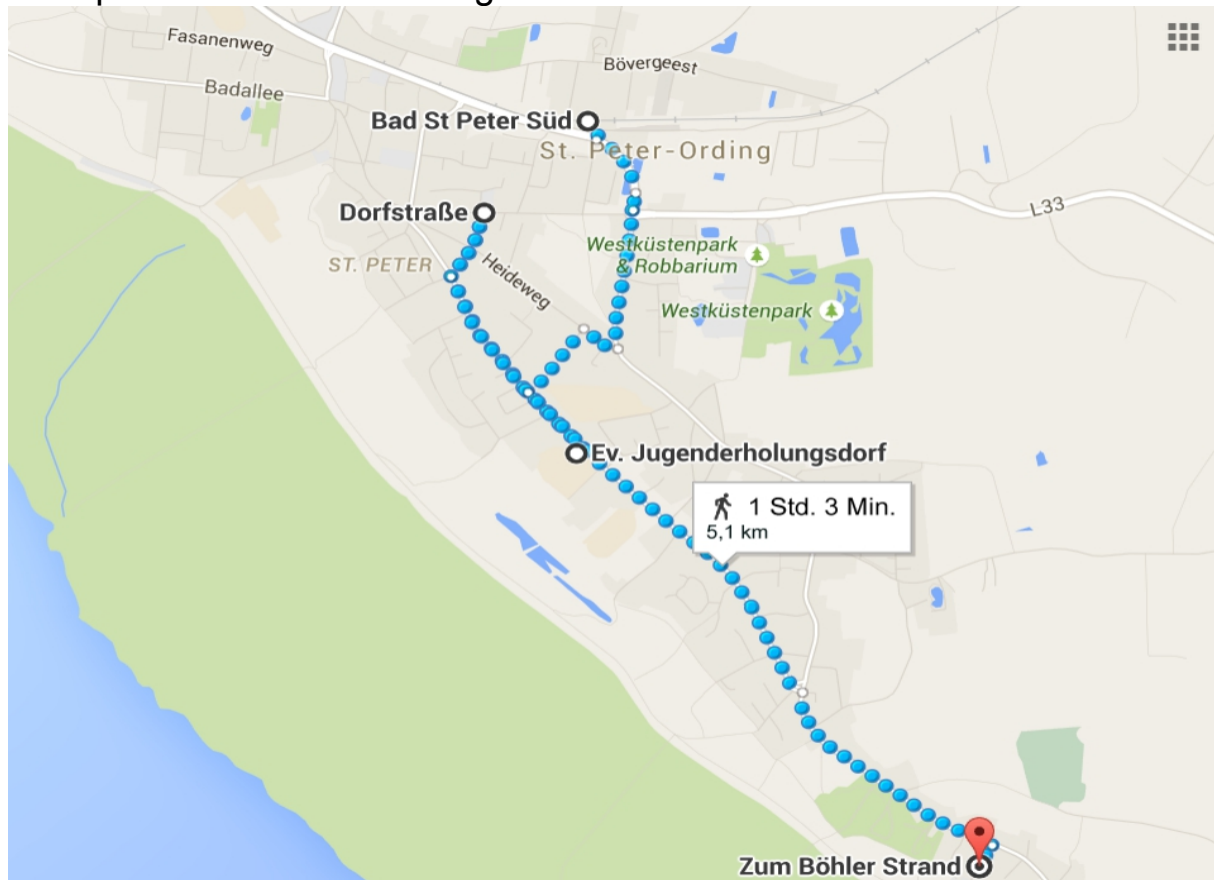 Fasanenweg
Bövergeest
Badallee
Bad St Peter Süd
St. Peter-Ording
Dorfstraße
L33
Westküstenpark
& Robbarium
ST. PETER
Heideweg
Westküstenpark
Ev. Jugenderholungsdorf
1 Std. 3 Min.
5,1 km
Zum Böhler Strand